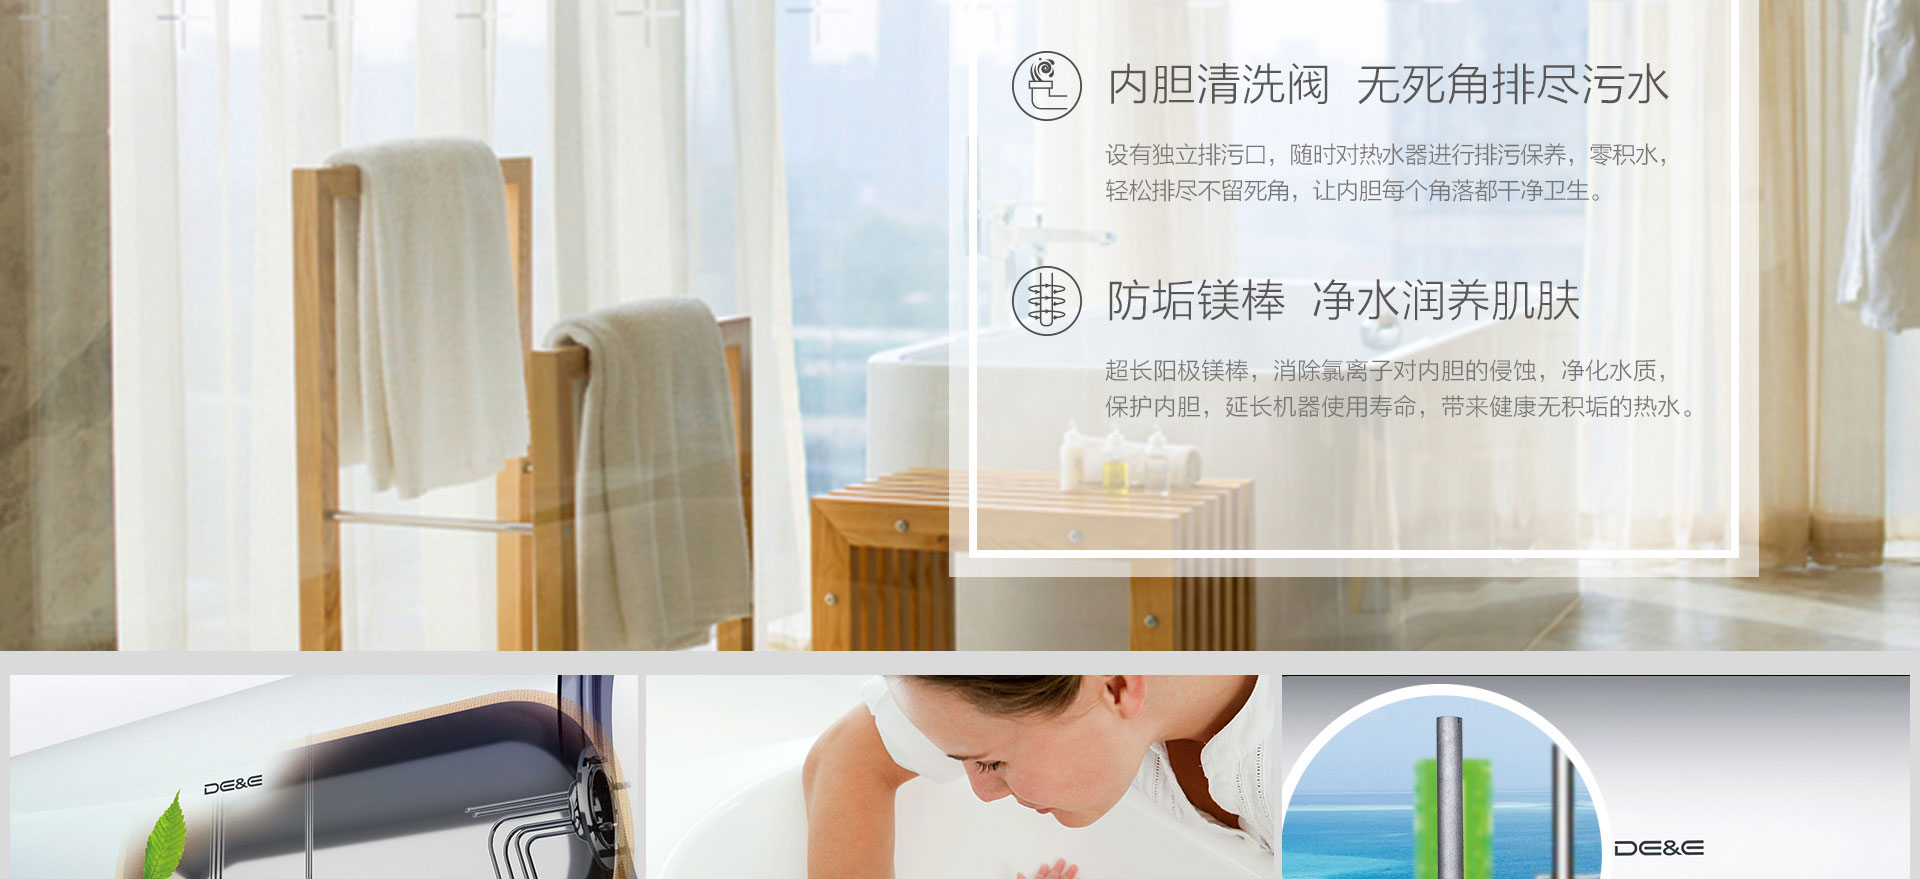 内胆清洗阀 无死角排尽污水
设有独立排污口，随时对热水器进行排污保养，零积水，
轻松排尽不留死角，让内胆每个角落都干净卫生。
防垢镁棒 净水润养肌肤
超长阳极镁棒，消除氯离子对内胆的侵蚀，净化水质，
保护内胆，延长机器使用寿命，带来健康无积垢的热水。
DE&E
DE&E